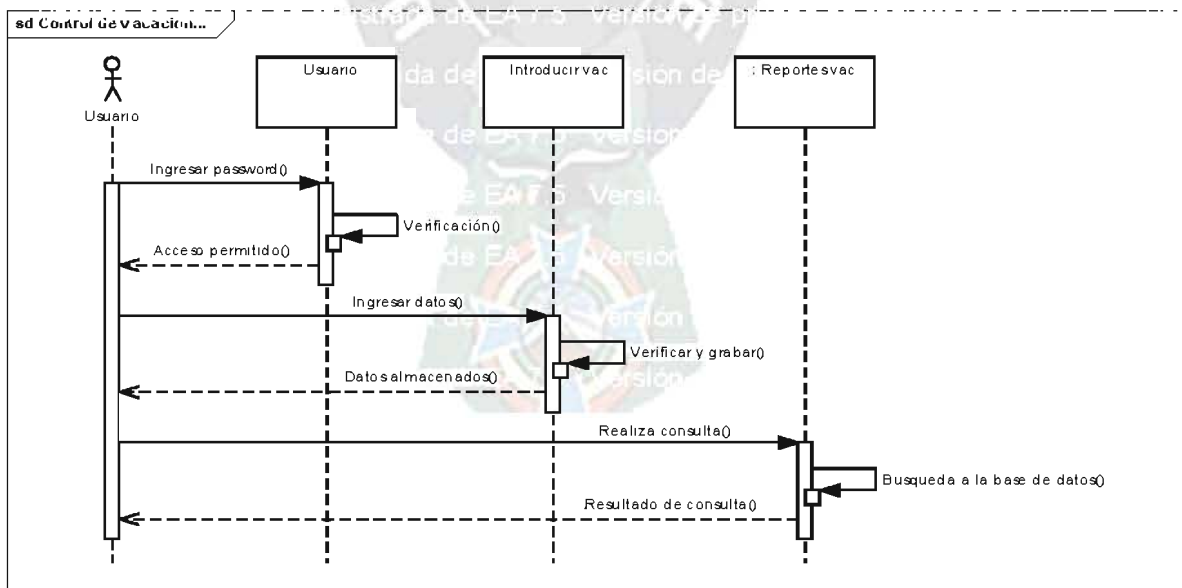 sd Control de Vacacion...
Usuario
Usuario
Introducir vac
: Reportes vac
Ingresar password()
Verificación()
Acceso permitido()
Ingresar datos()
Verificar y grabar()
Datos almacenados()
Realiza consulta()
Busqueda a la base de datos()
Resultado de consulta()